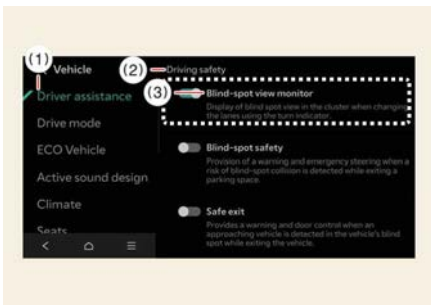 (1)
Vehicle
(2)
Driving safety
Driver assistance
(3)
Blind-spot view monitor
Display of blind spot view in the cluster when changing
the lanes using the turn indicator.
Drive mode
ECO Vehicle
Blind-spot safety
Provision of a warning and emergency steering when a
risk of blind-spot collision is detected while exiting a
parking space.
Active sound design
Climate
Safe exit
Provides a warning and door control when an
approaching vehicle is detected in the vehicle's blind
spot while exiting the vehicle.
Seats